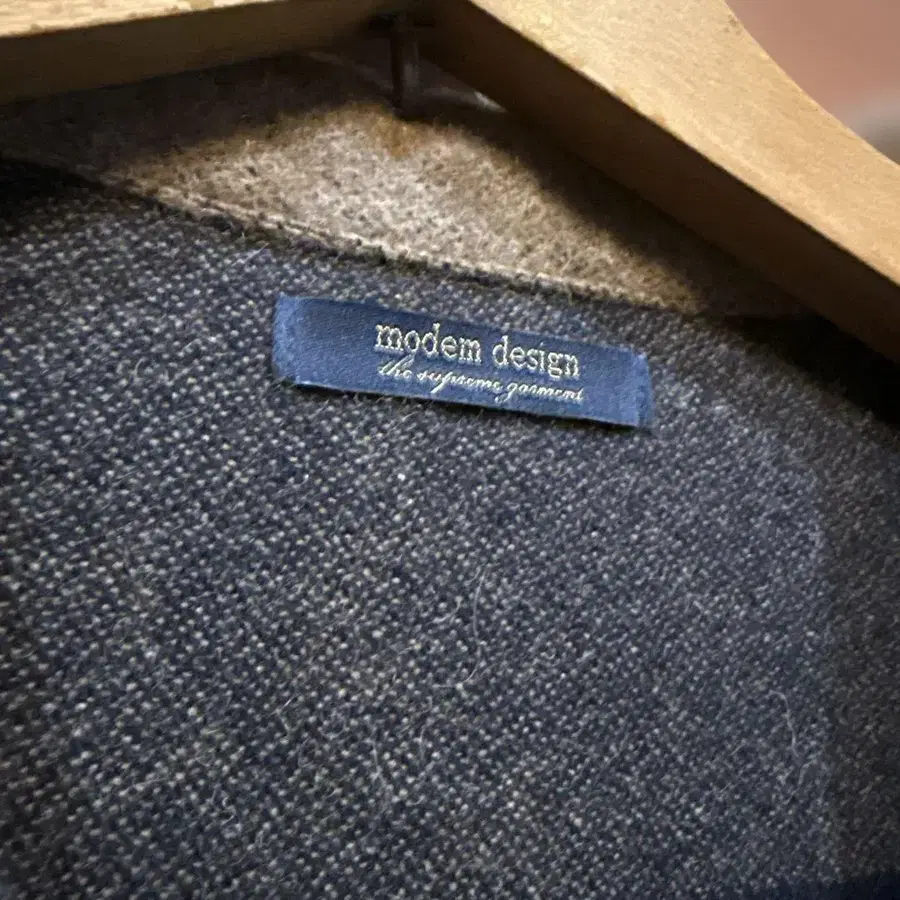 modem design
the supreme garment